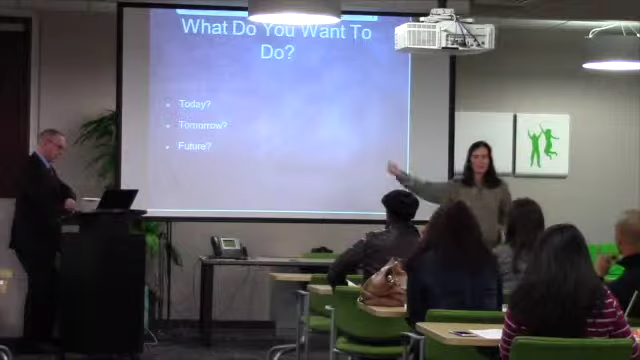 What Do You Want To
Do?
Today?
Tomorrow?
Future?